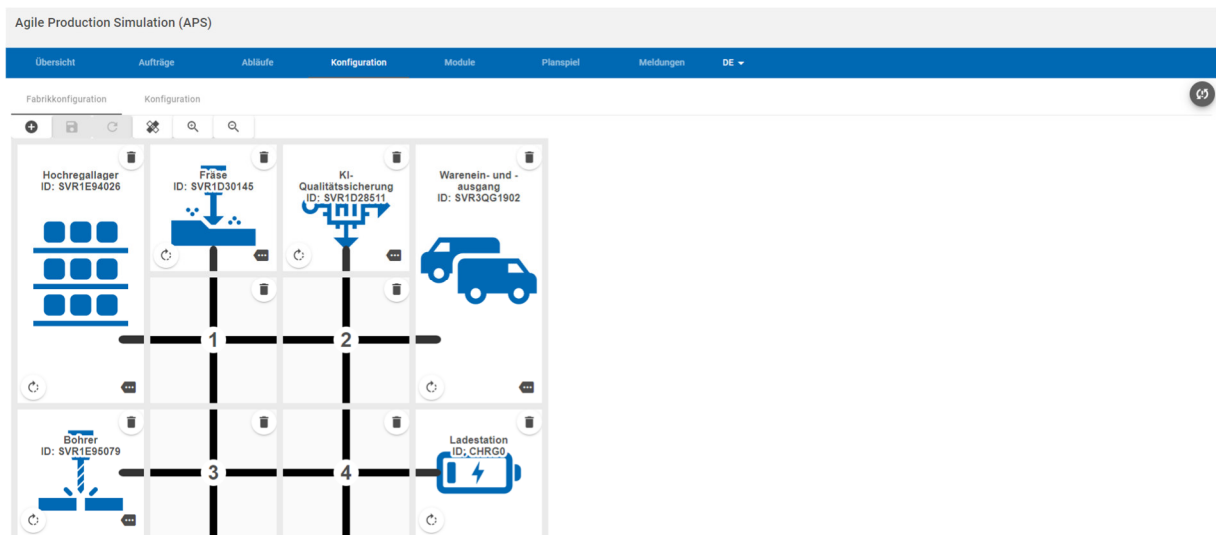 Agile Production Simulation (APS)
Übersicht Aufträge Abläufe Konfiguration Module Planspiel Meldungen DE
Fabrikkonfiguration Konfiguration
Hochregallager
ID: SVR1E94026
Fräse
ID: SVR1D30145
KI-
Qualitätssicherung
ID: SVR1D28511
Warenein- und -
ausgang
ID: SVR3QG1902
1
2
Bohrer
ID: SVR1E95079
3
4
Ladestation
ID: CHRG0